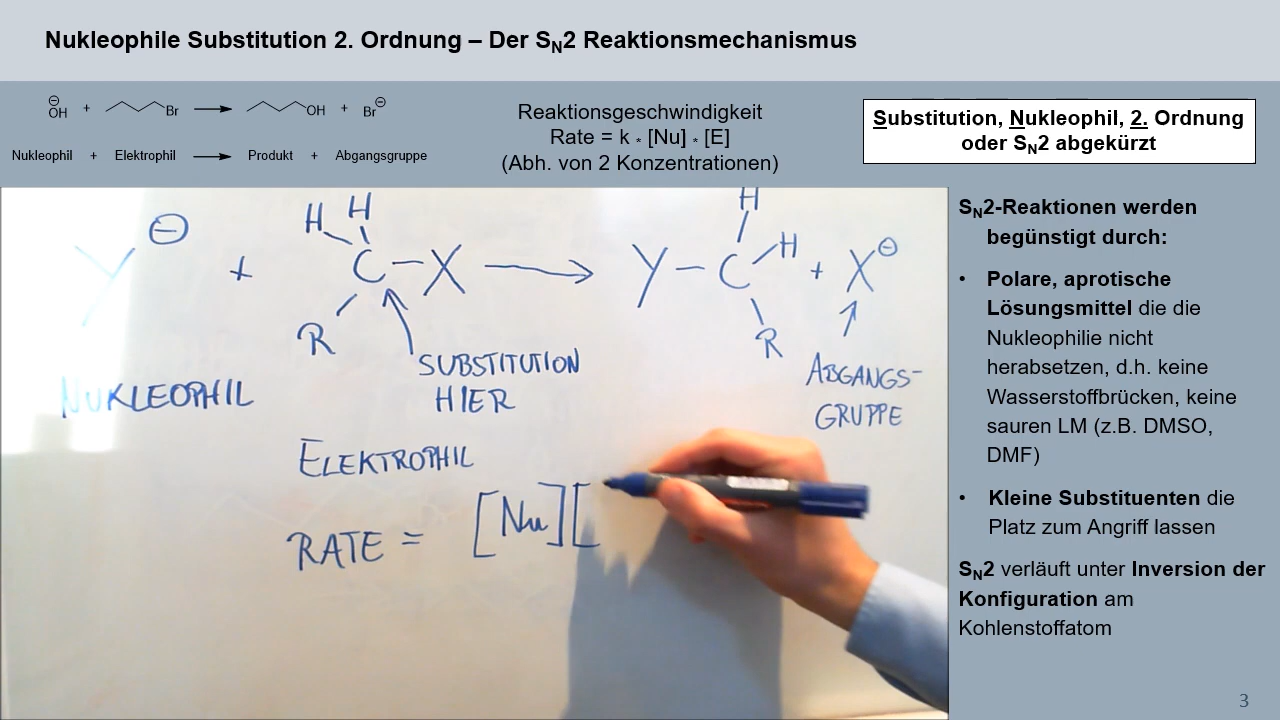 Nukleophile Substitution 2. Ordnung – Der SN2 Reaktionsmechanismus
⊖OH + Br → OH + Br⊖
Nukleophil + Elektrophil → Produkt + Abgangsgruppe
Reaktionsgeschwindigkeit
Rate = k * [Nu] * [E]
(Abh. von 2 Konzentrationen)
Substitution, Nukleophil, 2. Ordnung
oder SN2 abgekürzt
H H H
Y⊖ + C–X → Y–C H + X⊖
R R
SUBSTITUTION
HIER
NUKLEOPHIL
ABGANGS-
GRUPPE
ELEKTROPHIL
RATE = [Nu][
SN2-Reaktionen werden
begünstigt durch:
• Polare, aprotische
Lösungsmittel die die
Nukleophilie nicht
herabsetzen, d.h. keine
Wasserstoffbrücken, keine
sauren LM (z.B. DMSO,
DMF)
• Kleine Substituenten die
Platz zum Angriff lassen
SN2 verläuft unter Inversion der
Konfiguration am
Kohlenstoffatom
3